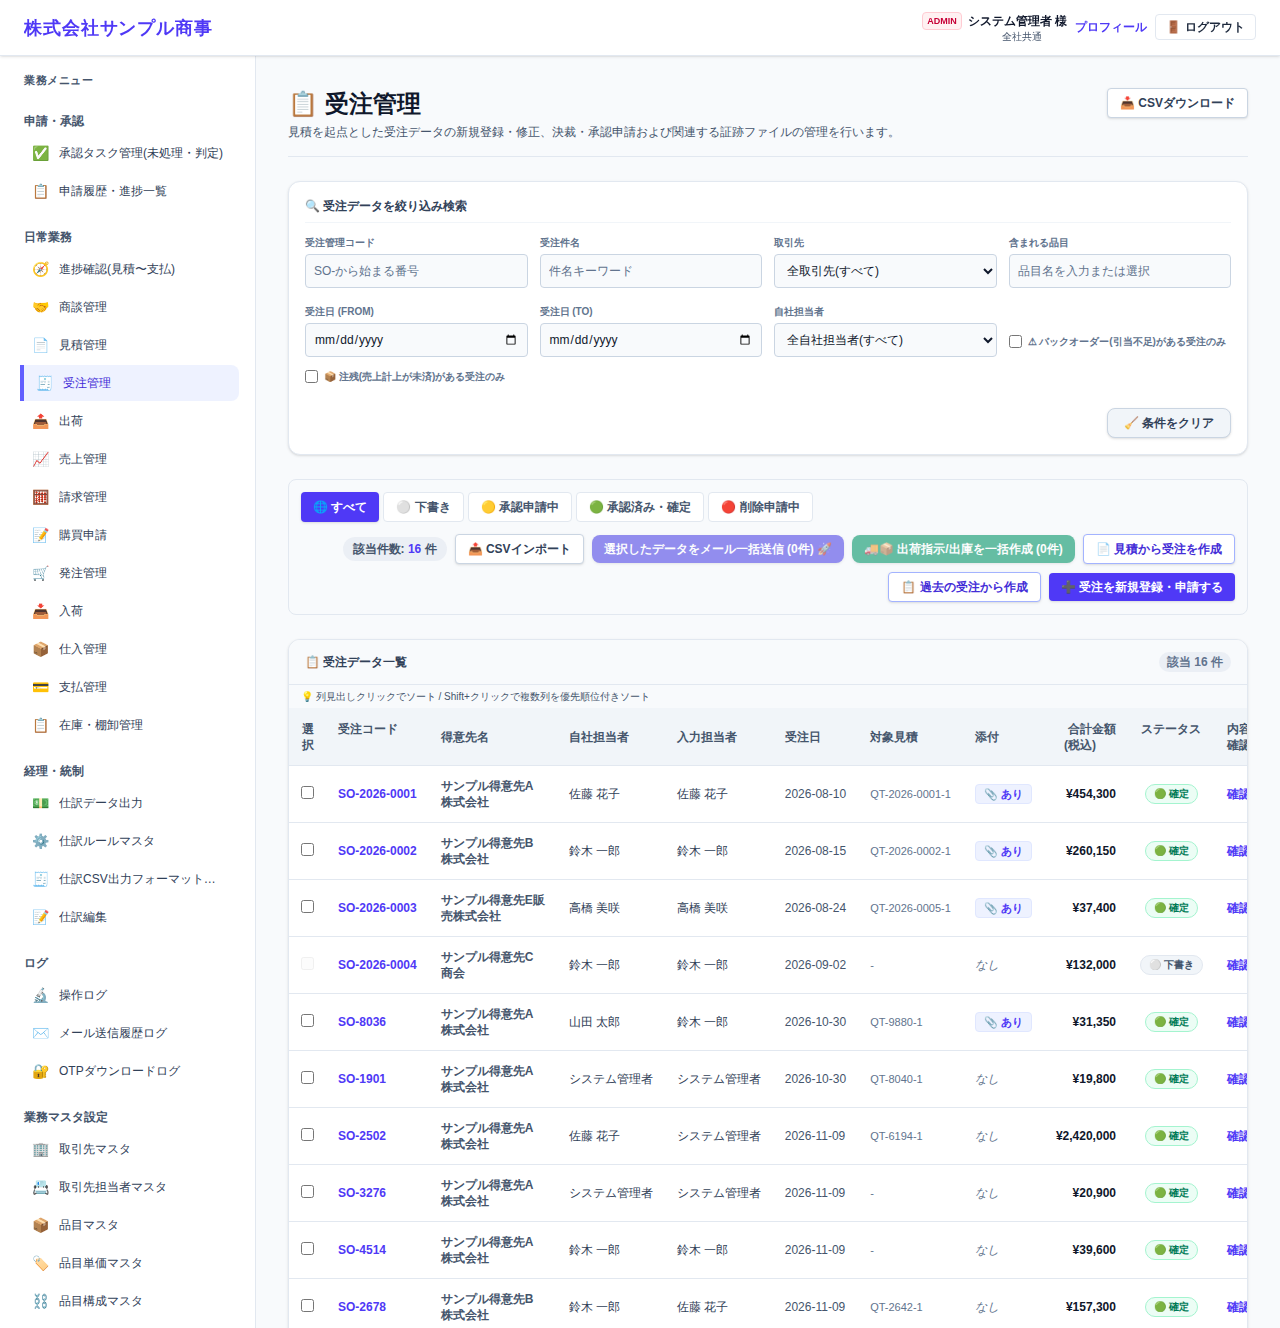 株式会社サンプル商事
ADMIN システム管理者 様
全社共通
プロフィール
🚪 ログアウト
業務メニュー
申請・承認
✅ 承認タスク管理(未処理・判定)
📋 申請履歴・進捗一覧
日常業務
🧭 進捗確認(見積〜支払)
🤝 商談管理
📄 見積管理
🧾 受注管理
📤 出荷
📈 売上管理
🧮 請求管理
📝 購買申請
🛒 発注管理
📥 入荷
📦 仕入管理
💳 支払管理
📋 在庫・棚卸管理
経理・統制
💵 仕訳データ出力
⚙️ 仕訳ルールマスタ
🧾 仕訳CSV出力フォーマット…
📝 仕訳編集
ログ
🔬 操作ログ
✉️ メール送信履歴ログ
🔐 OTPダウンロードログ
業務マスタ設定
🏢 取引先マスタ
📇 取引先担当者マスタ
📦 品目マスタ
🏷️ 品目単価マスタ
⛓️ 品目構成マスタ
📋 受注管理
📥 CSVダウンロード
見積を起点とした受注データの新規登録・修正、決裁・承認申請および関連する証跡ファイルの管理を行います。
🔍 受注データを絞り込み検索
受注管理コード 受注件名 取引先 含まれる品目
SO-から始まる番号 件名キーワード 全取引先(すべて) 品目名を入力または選択
受注日 (FROM) 受注日 (TO) 自社担当者
mm/dd/yyyy mm/dd/yyyy 全自社担当者(すべて) ⚠ バックオーダー(引当不足)がある受注のみ
📦 注残(売上計上が未済)がある受注のみ
🧹 条件をクリア
🌐 すべて ⚪ 下書き 🟡 承認申請中 🟢 承認済み・確定 🔴 削除申請中
該当件数: 16 件 📥 CSVインポート 選択したデータをメール一括送信 (0件) 🚀 🚚📦 出荷指示/出庫を一括作成 (0件) 📄 見積から受注を作成
📋 過去の受注から作成 ➕ 受注を新規登録・申請する
📋 受注データ一覧 該当 16 件
💡 列見出しクリックでソート / Shift+クリックで複数列を優先順位付きソート
選択 受注コード 得意先名 自社担当者 入力担当者 受注日 対象見積 添付 合計金額(税込) ステータス 内容確認
SO-2026-0001 サンプル得意先A株式会社 佐藤 花子 佐藤 花子 2026-08-10 QT-2026-0001-1 📎 あり ¥454,300 🟢 確定 確認
SO-2026-0002 サンプル得意先B株式会社 鈴木 一郎 鈴木 一郎 2026-08-15 QT-2026-0002-1 📎 あり ¥260,150 🟢 確定 確認
SO-2026-0003 サンプル得意先E販売株式会社 高橋 美咲 高橋 美咲 2026-08-24 QT-2026-0005-1 📎 あり ¥37,400 🟢 確定 確認
SO-2026-0004 サンプル得意先C商会 鈴木 一郎 鈴木 一郎 2026-09-02 - なし ¥132,000 ⚪ 下書き 確認
SO-8036 サンプル得意先A株式会社 山田 太郎 鈴木 一郎 2026-10-30 QT-9880-1 📎 あり ¥31,350 🟢 確定 確認
SO-1901 サンプル得意先A株式会社 システム管理者 システム管理者 2026-10-30 QT-8040-1 なし ¥19,800 🟢 確定 確認
SO-2502 サンプル得意先A株式会社 佐藤 花子 システム管理者 2026-11-09 QT-6194-1 なし ¥2,420,000 🟢 確定 確認
SO-3276 サンプル得意先A株式会社 システム管理者 システム管理者 2026-11-09 - なし ¥20,900 🟢 確定 確認
SO-4514 サンプル得意先A株式会社 鈴木 一郎 鈴木 一郎 2026-11-09 - なし ¥39,600 🟢 確定 確認
SO-2678 サンプル得意先B株式会社 鈴木 一郎 佐藤 花子 2026-11-09 QT-2642-1 なし ¥157,300 🟢 確定 確認